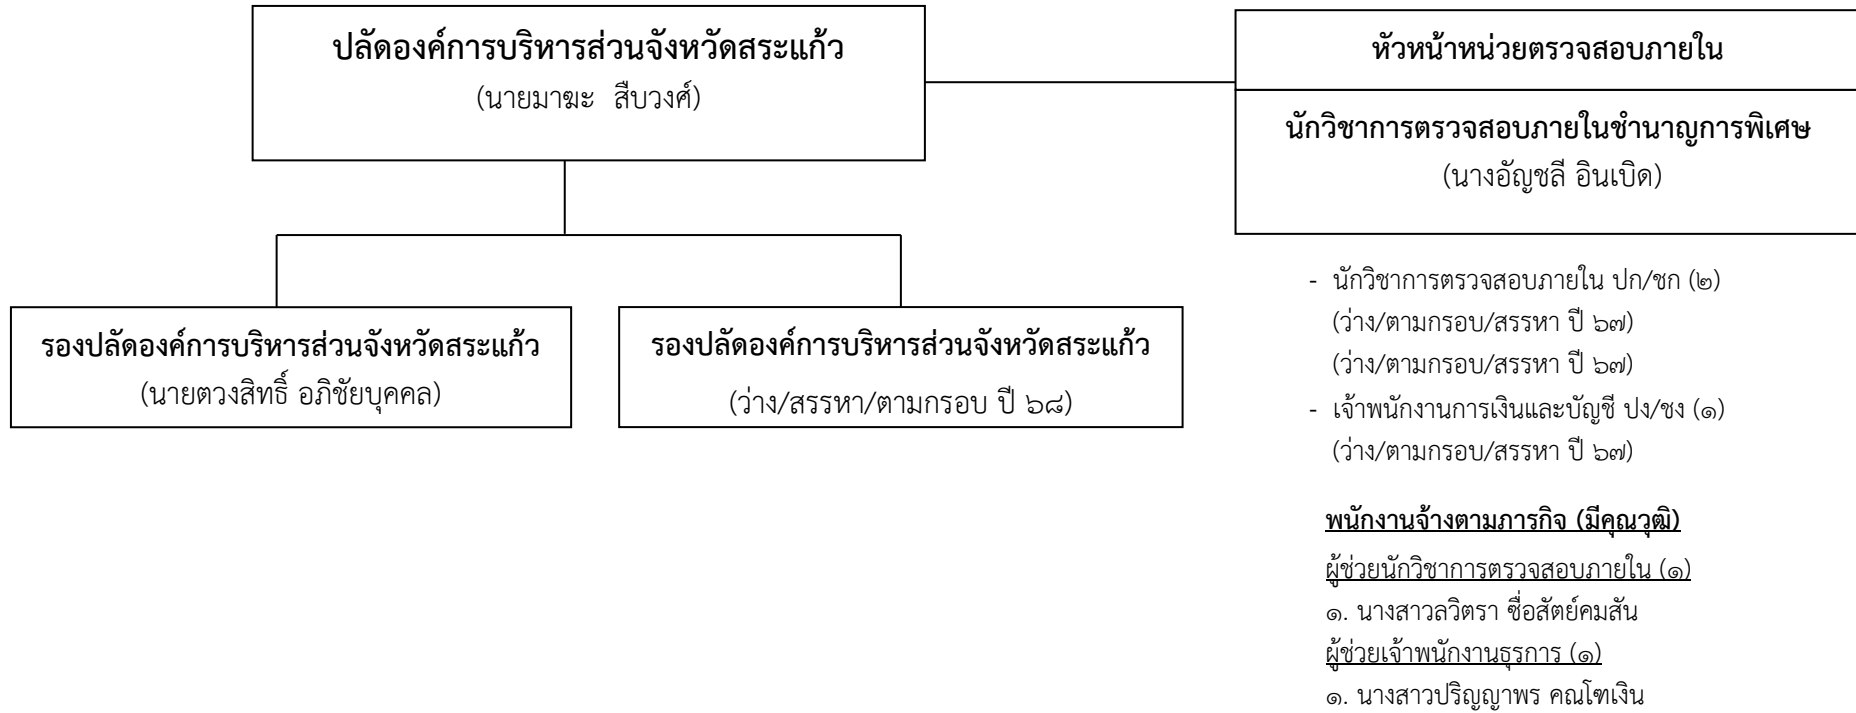 ปลัดองค์การบริหารส่วนจังหวัดสระแก้ว
(นายมาฆะ สืบวงศ์)
หัวหน้าหน่วยตรวจสอบภายใน
นักวิชาการตรวจสอบภายในชำนาญการพิเศษ
(นางอัญชลี อินเบิด)
รองปลัดองค์การบริหารส่วนจังหวัดสระแก้ว
(นายตวงสิทธิ์ อภิชัยบุคคล)
รองปลัดองค์การบริหารส่วนจังหวัดสระแก้ว
(ว่าง/สรรหา/ตามกรอบ ปี ๖๘)
- นักวิชาการตรวจสอบภายใน ปก/ชก (๒)
(ว่าง/ตามกรอบ/สรรหา ปี ๖๗)
(ว่าง/ตามกรอบ/สรรหา ปี ๖๗)
- เจ้าพนักงานการเงินและบัญชี ปง/ชง (๑)
(ว่าง/ตามกรอบ/สรรหา ปี ๖๗)
พนักงานจ้างตามภารกิจ (มีคุณวุฒิ)
ผู้ช่วยนักวิชาการตรวจสอบภายใน (๑)
๑. นางสาวลวิตรา ซื่อสัตย์คมสัน
ผู้ช่วยเจ้าพนักงานธุรการ (๑)
๑. นางสาวปริญญาพร คณโฑเงิน